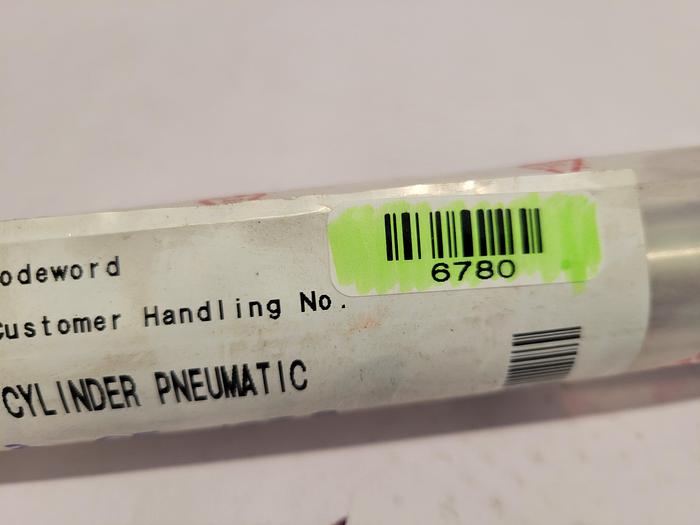 odeword
6780
Customer Handling No.
CYLINDER PNEUMATIC